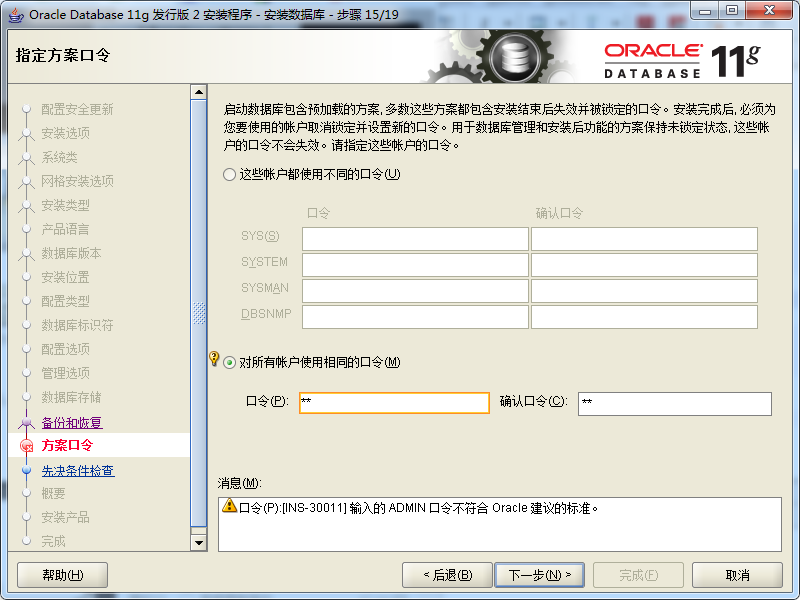 Oracle Database 11g 发行版 2 安装程序 - 安装数据库 - 步骤 15/19
指定方案口令
ORACLE
DATABASE 11g
配置安全更新
安装选项
系统类
网格安装选项
安装类型
产品语言
数据库版本
安装位置
配置类型
数据库标识符
配置选项
管理选项
数据库存储
备份和恢复
方案口令
先决条件检查
概要
安装产品
完成
启动数据库包含预加载的方案, 多数这些方案都包含安装结束后失效并被锁定的口令。安装完成后, 必须为
您要使用的帐户取消锁定并设置新的口令。用于数据库管理和安装后功能的方案保持未锁定状态, 这些帐
户的口令不会失效。请指定这些帐户的口令。
这些帐户都使用不同的口令(U)
口令 确认口令
SYS(S)
SYSTEM
SYSMAN
DBSNMP
对所有帐户使用相同的口令(M)
口令(P): ** 确认口令(C): **
消息(M):
口令(P):[INS-30011] 输入的 ADMIN 口令不符合 Oracle 建议的标准。
帮助(H) < 后退(B) 下一步(N) > 完成(F) 取消